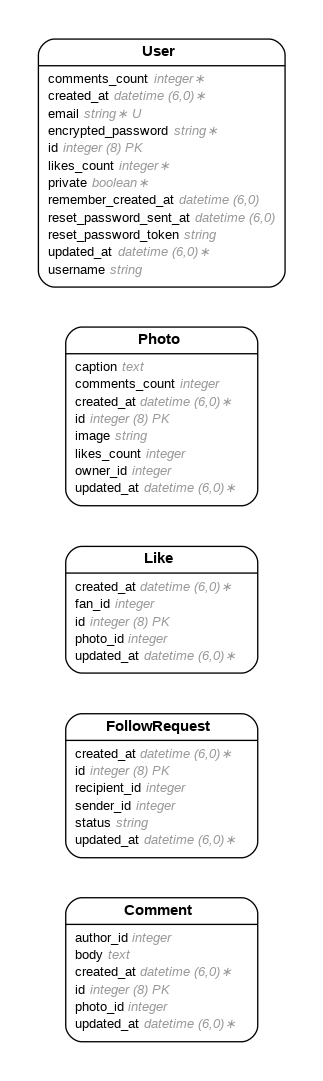 User
comments_count integer∗
created_at datetime (6,0)∗
email string∗ U
encrypted_password string∗
id integer (8) PK
likes_count integer∗
private boolean∗
remember_created_at datetime (6,0)
reset_password_sent_at datetime (6,0)
reset_password_token string
updated_at datetime (6,0)∗
username string
Photo
caption text
comments_count integer
created_at datetime (6,0)∗
id integer (8) PK
image string
likes_count integer
owner_id integer
updated_at datetime (6,0)∗
Like
created_at datetime (6,0)∗
fan_id integer
id integer (8) PK
photo_id integer
updated_at datetime (6,0)∗
FollowRequest
created_at datetime (6,0)∗
id integer (8) PK
recipient_id integer
sender_id integer
status string
updated_at datetime (6,0)∗
Comment
author_id integer
body text
created_at datetime (6,0)∗
id integer (8) PK
photo_id integer
updated_at datetime (6,0)∗